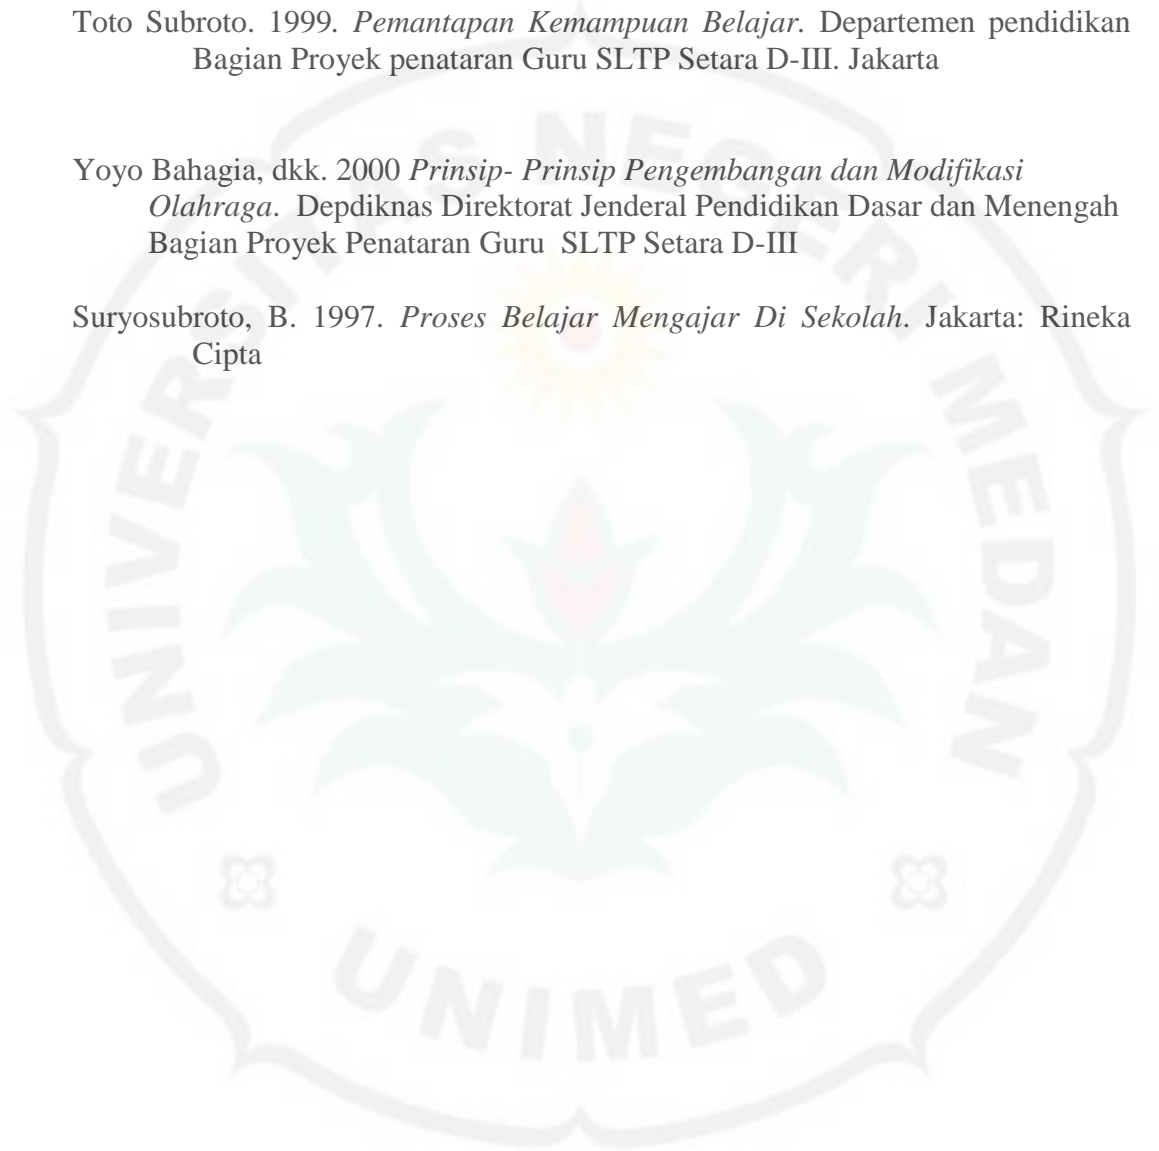 Toto Subroto. 1999. Pemantapan Kemampuan Belajar. Departemen pendidikan
Bagian Proyek penataran Guru SLTP Setara D-III. Jakarta
Yoyo Bahagia, dkk. 2000 Prinsip- Prinsip Pengembangan dan Modifikasi
Olahraga.  Depdiknas Direktorat Jenderal Pendidikan Dasar dan Menengah
Bagian Proyek Penataran Guru  SLTP Setara D-III
Suryosubroto, B. 1997. Proses Belajar Mengajar Di Sekolah. Jakarta: Rineka
Cipta
UNIVERSITAS NEGERI MEDAN
UNIMED